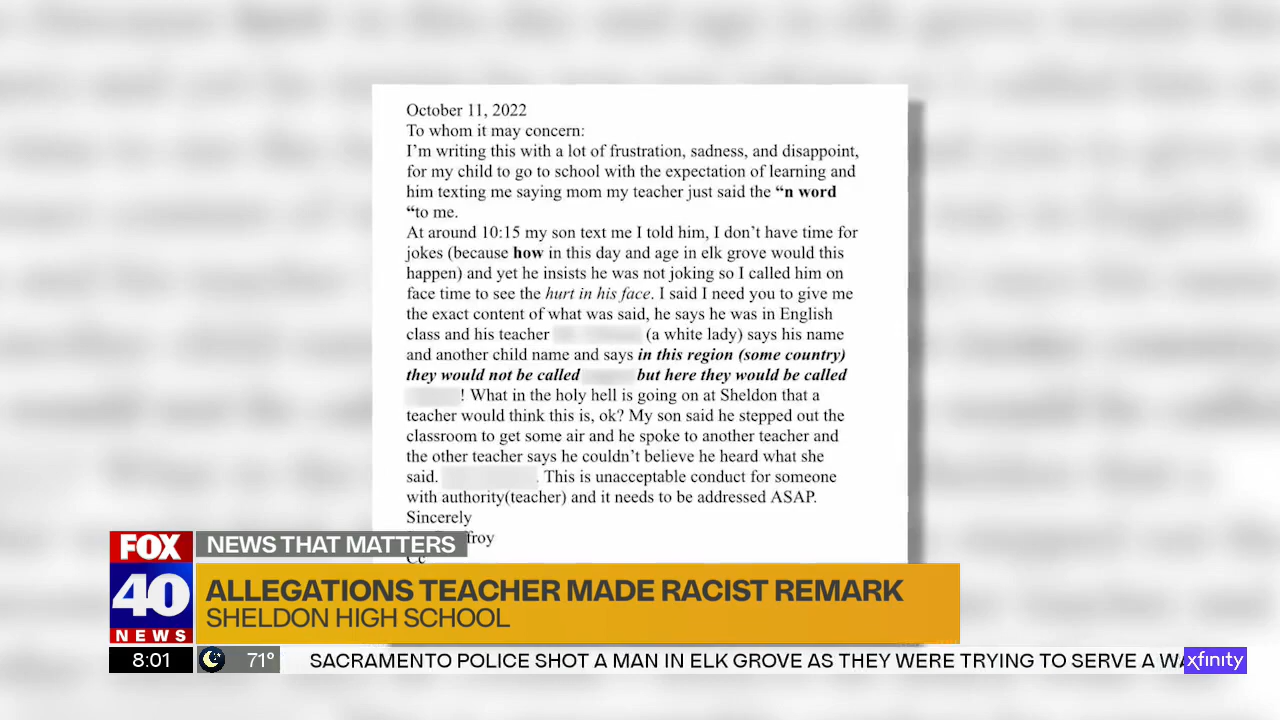 October 11, 2022
To whom it may concern:
I'm writing this with a lot of frustration, sadness, and disappoint,
for my child to go to school with the expectation of learning and
him texting me saying mom my teacher just said the “n word
“to me.
At around 10:15 my son text me I told him, I don't have time for
jokes (because how in this day and age in elk grove would this
happen) and yet he insists he was not joking so I called him on
face time to see the hurt in his face. I said I need you to give me
the exact content of what was said, he says he was in English
class and his teacher (a white lady) says his name
and another child name and says in this region (some country)
they would not be called but here they would be called
! What in the holy hell is going on at Sheldon that a
teacher would think this is, ok? My son said he stepped out the
classroom to get some air and he spoke to another teacher and
the other teacher says he couldn't believe he heard what she
said. . This is unacceptable conduct for someone
with authority(teacher) and it needs to be addressed ASAP.
Sincerely
froy
Cc
FOX
40
NEWS
NEWS THAT MATTERS
ALLEGATIONS TEACHER MADE RACIST REMARK
SHELDON HIGH SCHOOL
8:01
71°
SACRAMENTO POLICE SHOT A MAN IN ELK GROVE AS THEY WERE TRYING TO SERVE A WA
xfinity